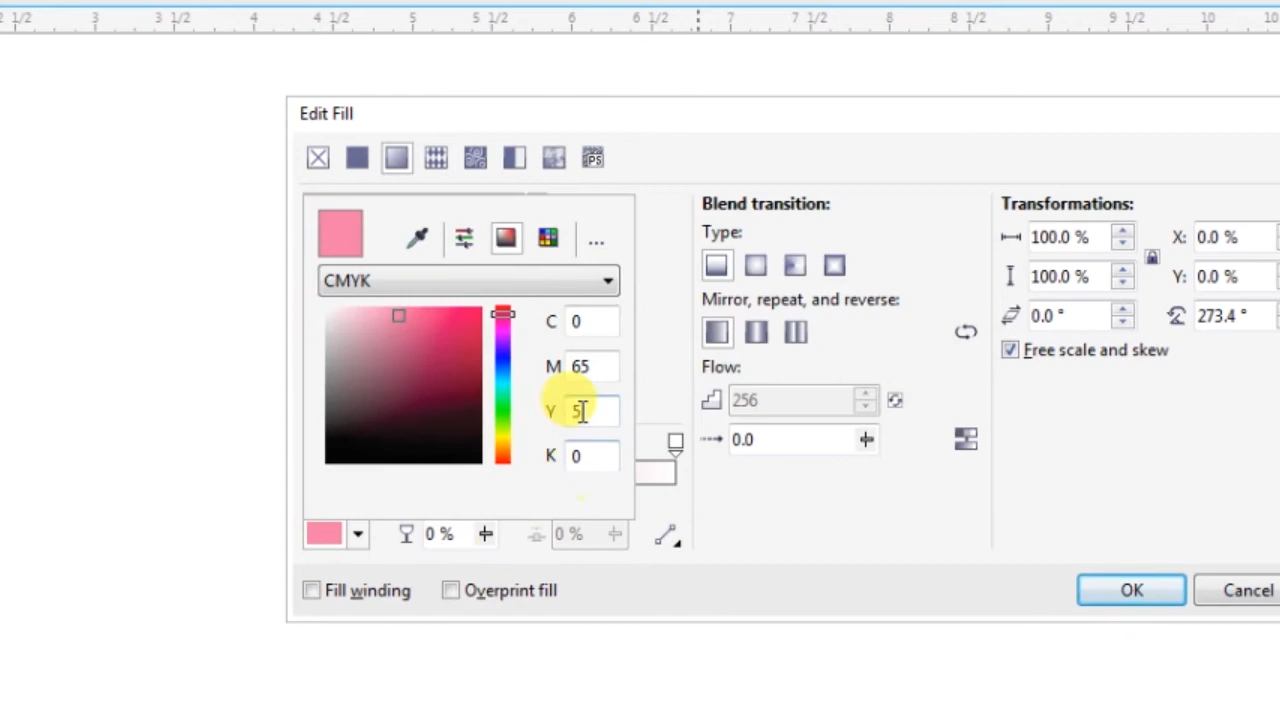 1/2 3 3 1/2 4 4 1/2 5 5 1/2 6 6 1/2 7 7 1/2 8 8 1/2 9 9 1/2 10 10
Edit Fill
PS
Blend transition:
Transformations:
Type:
100.0 % X: 0.0 %
...
CMYK
100.0 % Y: 0.0 %
Mirror, repeat, and reverse:
C 0
0.0 ° 273.4 °
Free scale and skew
M 65
Flow:
256
Y 5
0.0
K 0
0 % 0 %
Fill winding Overprint fill
OK Cancel